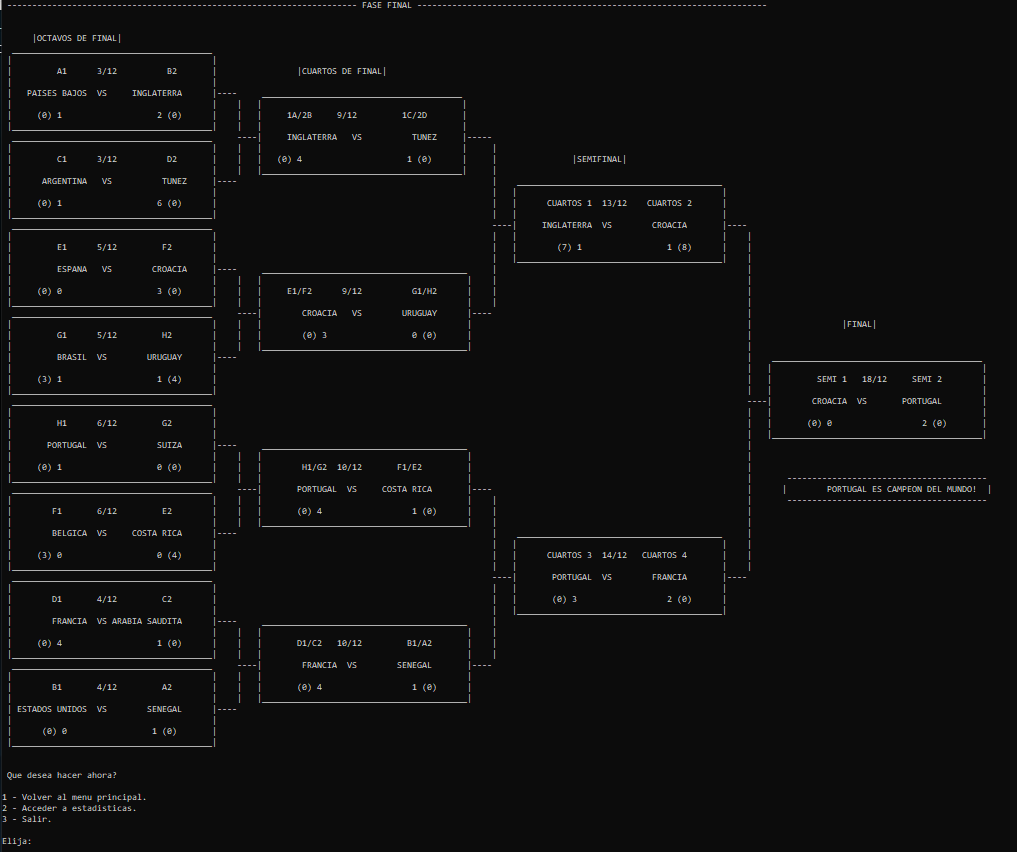 FASE FINAL
|OCTAVOS DE FINAL|
A1 3/12 B2
PAISES BAJOS VS INGLATERRA
(0) 1 2 (0)
C1 3/12 D2
ARGENTINA VS TUNEZ
(0) 1 6 (0)
E1 5/12 F2
ESPANA VS CROACIA
(0) 0 3 (0)
G1 5/12 H2
BRASIL VS URUGUAY
(3) 1 1 (4)
H1 6/12 G2
PORTUGAL VS SUIZA
(0) 1 0 (0)
F1 6/12 E2
BELGICA VS COSTA RICA
(3) 0 0 (4)
D1 4/12 C2
FRANCIA VS ARABIA SAUDITA
(0) 4 1 (0)
B1 4/12 A2
ESTADOS UNIDOS VS SENEGAL
(0) 0 1 (0)
|CUARTOS DE FINAL|
1A/2B 9/12 1C/2D
INGLATERRA VS TUNEZ
(0) 4 1 (0)
E1/F2 9/12 G1/H2
CROACIA VS URUGUAY
(0) 3 0 (0)
H1/G2 10/12 F1/E2
PORTUGAL VS COSTA RICA
(0) 4 1 (0)
D1/C2 10/12 B1/A2
FRANCIA VS SENEGAL
(0) 4 1 (0)
|SEMIFINAL|
CUARTOS 1 13/12 CUARTOS 2
INGLATERRA VS CROACIA
(7) 1 1 (8)
CUARTOS 3 14/12 CUARTOS 4
PORTUGAL VS FRANCIA
(0) 3 2 (0)
|FINAL|
SEMI 1 18/12 SEMI 2
CROACIA VS PORTUGAL
(0) 0 2 (0)
| PORTUGAL ES CAMPEON DEL MUNDO! |
Que desea hacer ahora?
1 - Volver al menu principal.
2 - Acceder a estadisticas.
3 - Salir.
Elija: